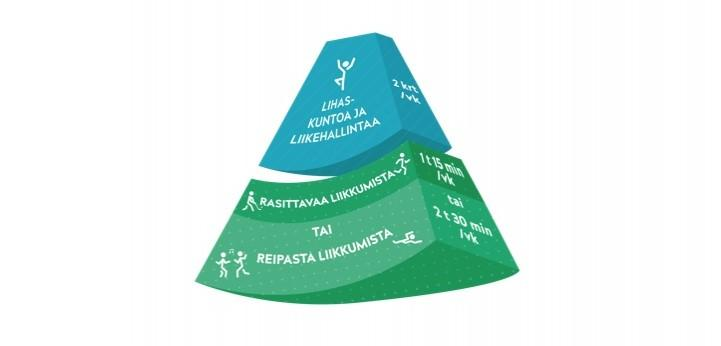 LIHAS-
KUNTOA JA
LIIKEHALLINTAA
2 krt
/vk
RASITTAVAA LIIKKUMISTA
1 t 15 min
/vk
TAI
tai
REIPASTA LIIKKUMISTA
2 t 30 min
/vk